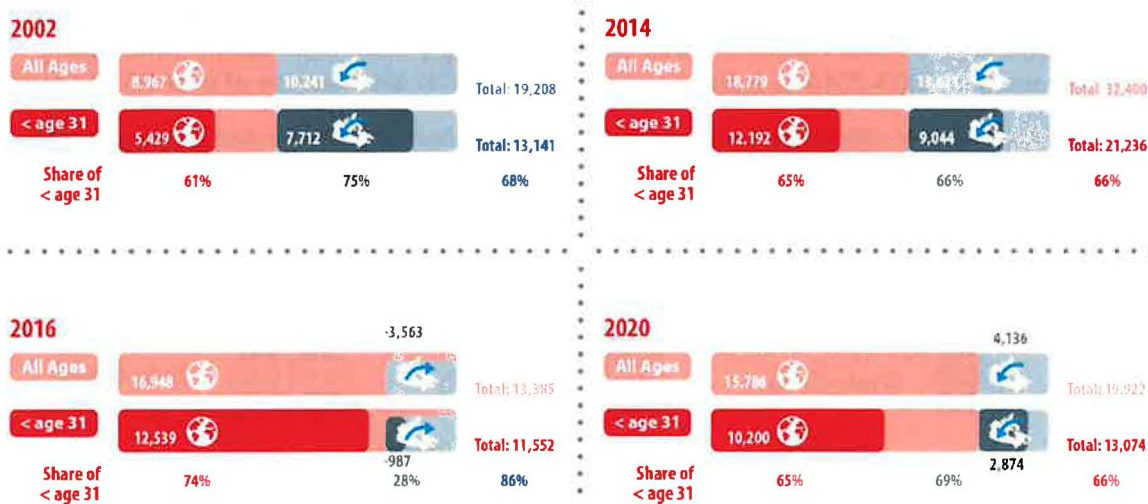 2002
All Ages
8,967
10,241
Total: 19,208
< age 31
5,429
7,712
Total: 13,141
Share of
< age 31
61%
75%
68%
2014
All Ages
18,779
Total: 32,400
< age 31
12,192
9,044
Total: 21,236
Share of
< age 31
65%
66%
66%
2016
-3,563
All Ages
16,948
Total: 13,385
< age 31
12,539
-987
Total: 11,552
Share of
< age 31
74%
28%
86%
2020
4,136
All Ages
15,786
Total: 19,922
< age 31
10,200
2,874
Total: 13,074
Share of
< age 31
65%
69%
66%